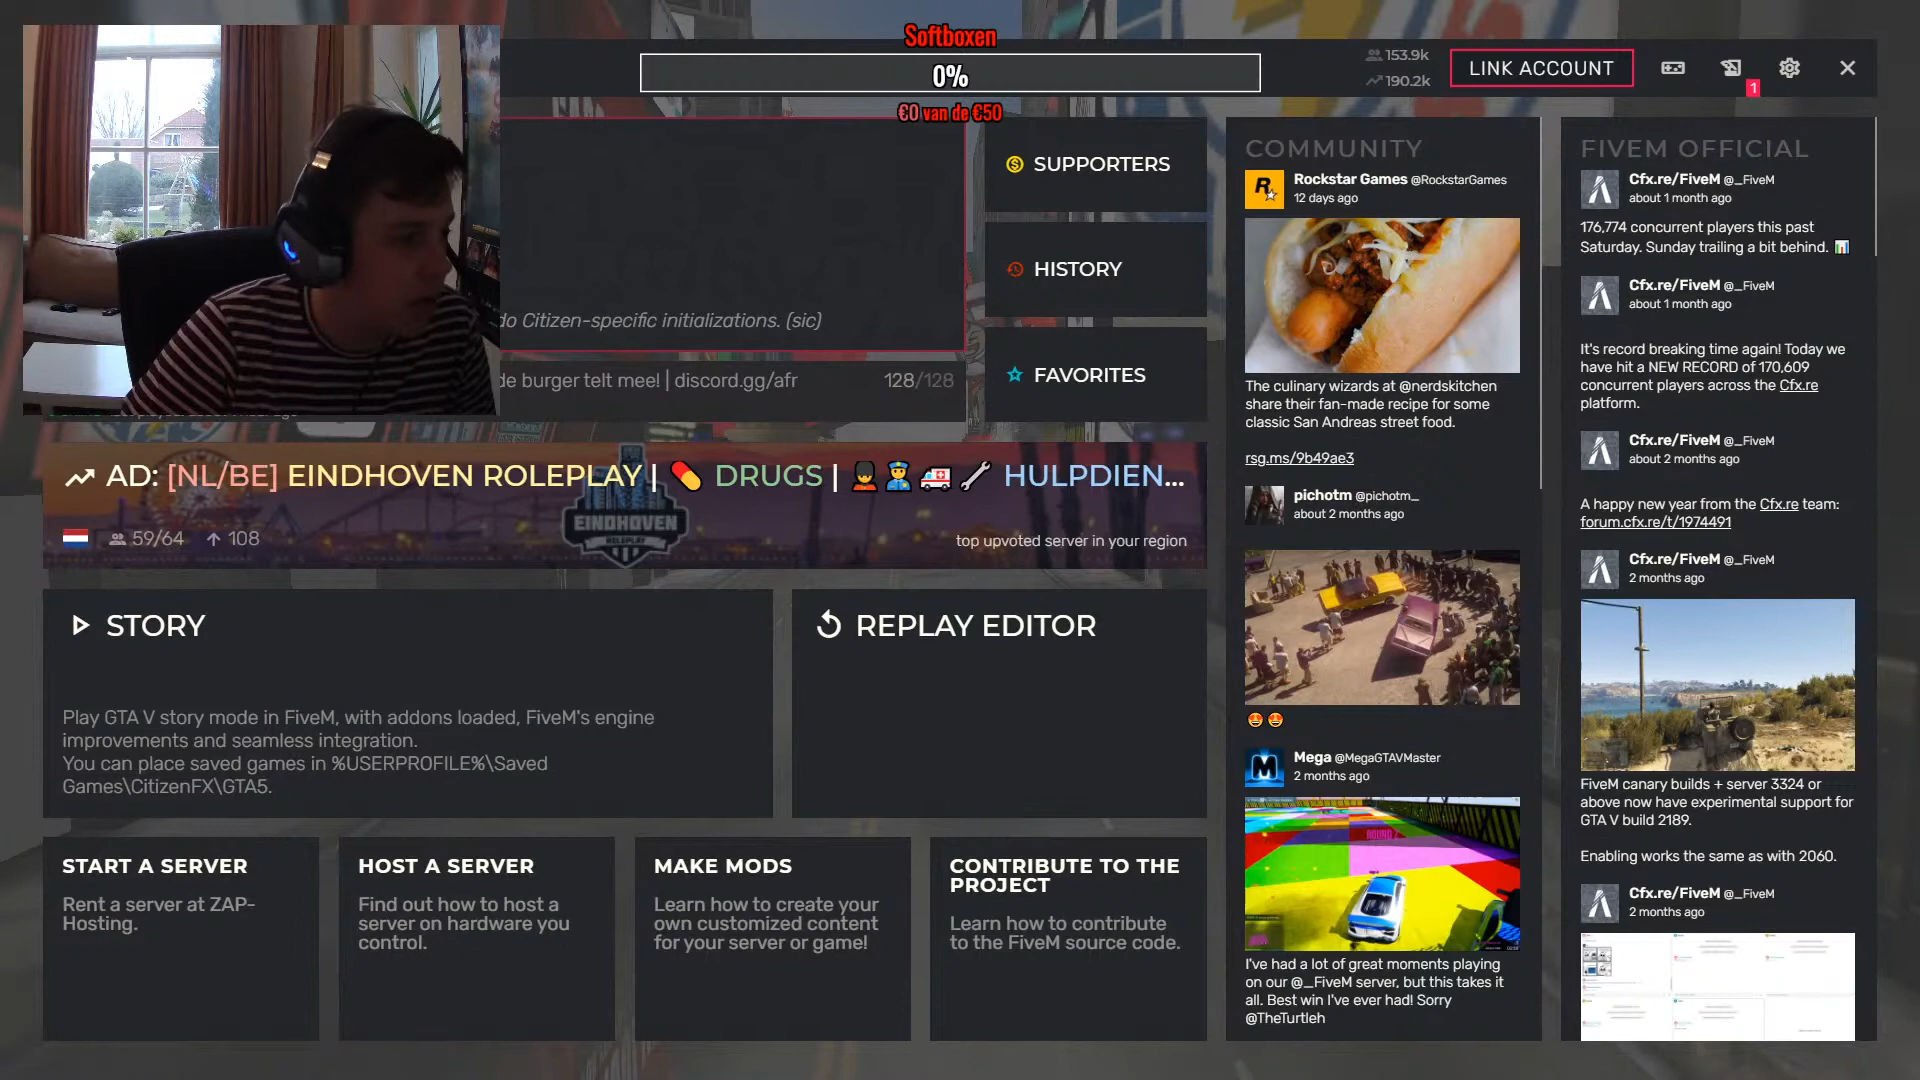 Softboxen
0%
€0 van de €50
153.9k
190.2k
LINK ACCOUNT
1
do Citizen-specific initializations. (sic)
de burger telt mee! | discord.gg/afr
128/128
SUPPORTERS
HISTORY
FAVORITES
AD: [NL/BE] EINDHOVEN ROLEPLAY | DRUGS | HULPDIEN...
EINDHOVEN
ROLEPLAY
59/64
108
top upvoted server in your region
STORY
Play GTA V story mode in FiveM, with addons loaded, FiveM's engine
improvements and seamless integration.
You can place saved games in %USERPROFILE%\Saved
Games\CitizenFX\GTA5.
REPLAY EDITOR
START A SERVER
Rent a server at ZAP-
Hosting.
HOST A SERVER
Find out how to host a
server on hardware you
control.
MAKE MODS
Learn how to create your
own customized content
for your server or game!
CONTRIBUTE TO THE
PROJECT
Learn how to contribute
to the FiveM source code.
COMMUNITY
Rockstar Games @RockstarGames
12 days ago
The culinary wizards at @nerdskitchen
share their fan-made recipe for some
classic San Andreas street food.
rsg.ms/9b49ae3
pichotm @pichotm_
about 2 months ago
Mega @MegaGTAVMaster
2 months ago
I've had a lot of great moments playing
on our @_FiveM server, but this takes it
all. Best win I've ever had! Sorry
@TheTurtleh
FIVEM OFFICIAL
Cfx.re/FiveM @_FiveM
about 1 month ago
176,774 concurrent players this past
Saturday. Sunday trailing a bit behind.
Cfx.re/FiveM @_FiveM
about 1 month ago
It's record breaking time again! Today we
have hit a NEW RECORD of 170,609
concurrent players across the Cfx.re
platform.
Cfx.re/FiveM @_FiveM
about 2 months ago
A happy new year from the Cfx.re team:
forum.cfx.re/t/1974491
Cfx.re/FiveM @_FiveM
2 months ago
FiveM canary builds + server 3324 or
above now have experimental support for
GTA V build 2189.
Enabling works the same as with 2060.
Cfx.re/FiveM @_FiveM
2 months ago